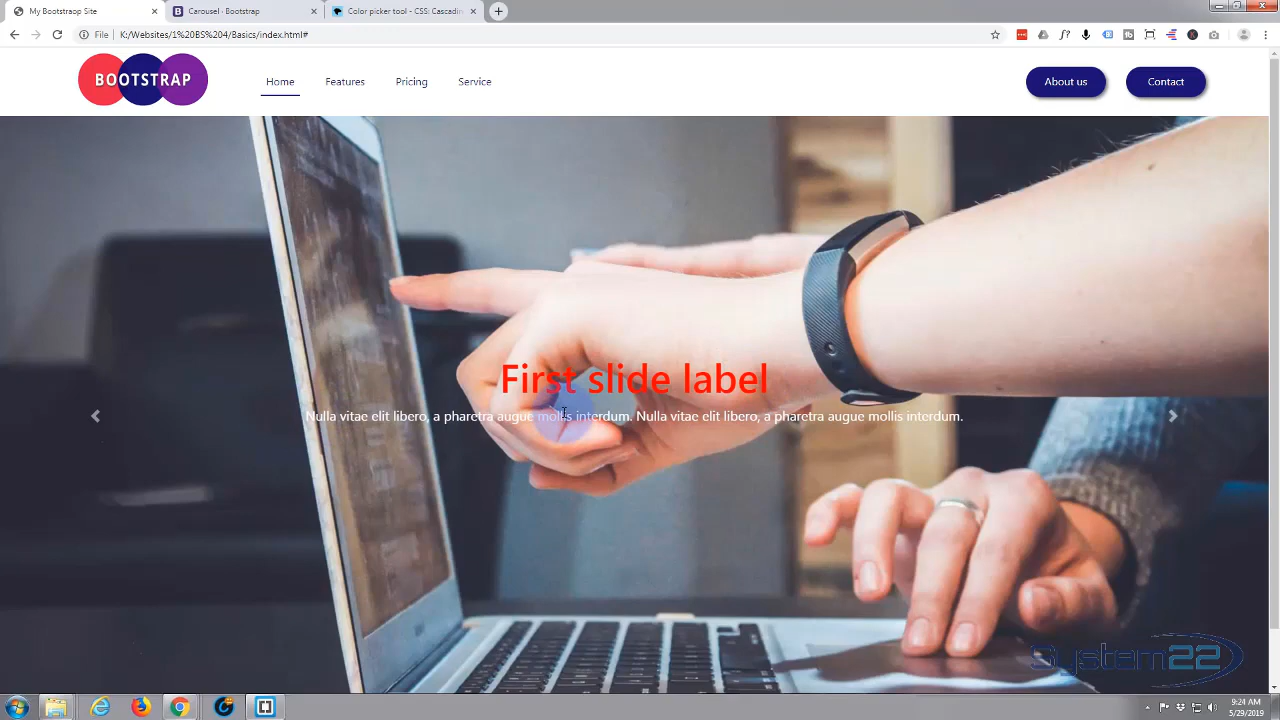 My Bootsrap Site
Carousel · Bootstrap
Color picker tool - CSS: Cascadin
File
K:/Websites/1%20BS%204/Basics/index.html#
BOOTSTRAP
Home
Features
Pricing
Service
About us
Contact
First slide label
Nulla vitae elit libero, a pharetra augue mollis interdum. Nulla vitae elit libero, a pharetra augue mollis interdum.
System22
9:24 AM
5/29/2019